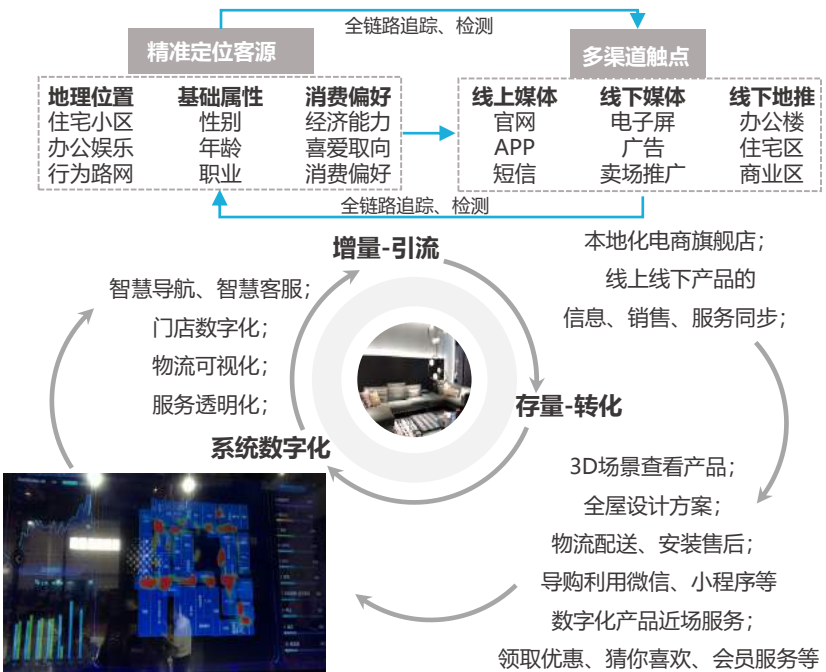 全链路追踪、检测
精准定位客源
多渠道触点
地理位置 基础属性 消费偏好
住宅小区 性别 经济能力
办公娱乐 年龄 喜爱取向
行为路网 职业 消费偏好
线上媒体 线下媒体 线下地推
官网 电子屏 办公楼
APP 广告 住宅区
短信 卖场推广 商业区
全链路追踪、检测
增量-引流
本地化电商旗舰店；
线上线下产品的
信息、销售、服务同步；
智慧导航、智慧客服；
门店数字化；
物流可视化；
服务透明化；
存量-转化
系统数字化
3D场景查看产品；
全屋设计方案；
物流配送、安装售后；
导购利用微信、小程序等
数字化产品近场服务；
领取优惠、猜你喜欢、会员服务等